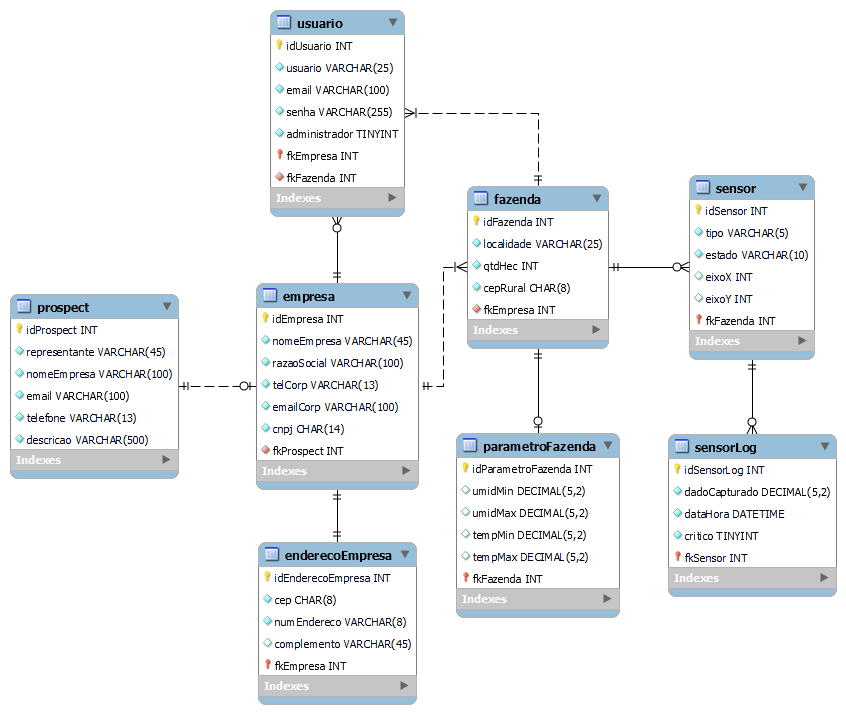 usuario
idUsuario INT
usuario VARCHAR(25)
email VARCHAR(100)
senha VARCHAR(255)
administrador TINYINT
fkEmpresa INT
fkFazenda INT
Indexes
fazenda
idFazenda INT
localidade VARCHAR(25)
qtdHec INT
cepRural CHAR(8)
fkEmpresa INT
Indexes
sensor
idSensor INT
tipo VARCHAR(5)
estado VARCHAR(10)
eixoX INT
eixoY INT
fkFazenda INT
Indexes
prospect
idProspect INT
representante VARCHAR(45)
nomeEmpresa VARCHAR(100)
email VARCHAR(100)
telefone VARCHAR(13)
descricao VARCHAR(500)
Indexes
empresa
idEmpresa INT
nomeEmpresa VARCHAR(45)
razaoSocial VARCHAR(100)
telCorp VARCHAR(13)
emailCorp VARCHAR(100)
cnpj CHAR(14)
fkProspect INT
Indexes
parametroFazenda
idParametroFazenda INT
umidMin DECIMAL(5,2)
umidMax DECIMAL(5,2)
tempMin DECIMAL(5,2)
tempMax DECIMAL(5,2)
fkFazenda INT
Indexes
sensorLog
idSensorLog INT
dadoCapturado DECIMAL(5,2)
dataHora DATETIME
critico TINYINT
fkSensor INT
Indexes
enderecoEmpresa
idEnderecoEmpresa INT
cep CHAR(8)
numEndereco VARCHAR(8)
complemento VARCHAR(45)
fkEmpresa INT
Indexes